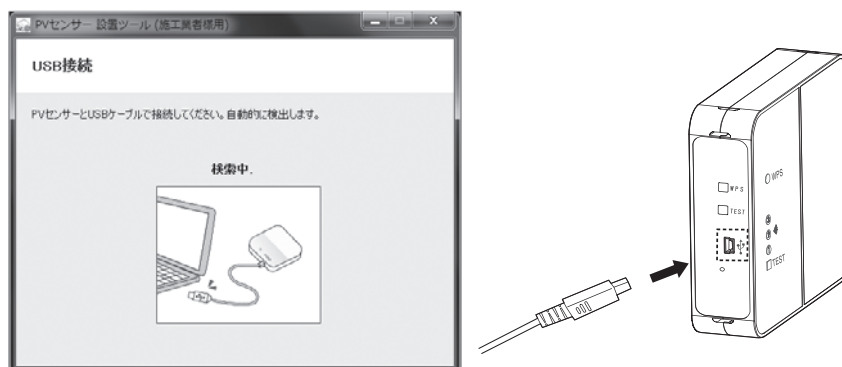 PVセンサー 設置ツール (施工業者様用)
USB接続
PVセンサーとUSBケーブルで接続してください。自動的に検出します。
検索中.
WPS
TEST
WPS
TEST